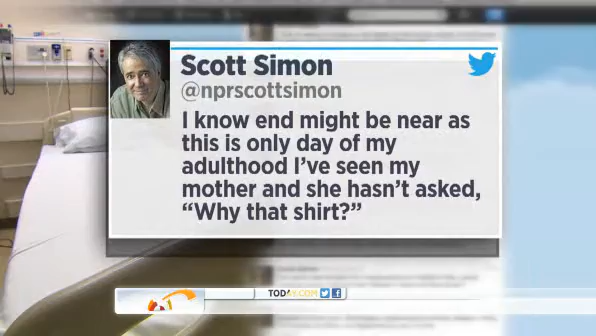 Scott Simon
@nprscottsimon
I know end might be near as
this is only day of my
adulthood I've seen my
mother and she hasn't asked,
“Why that shirt?”
TODAY.COM